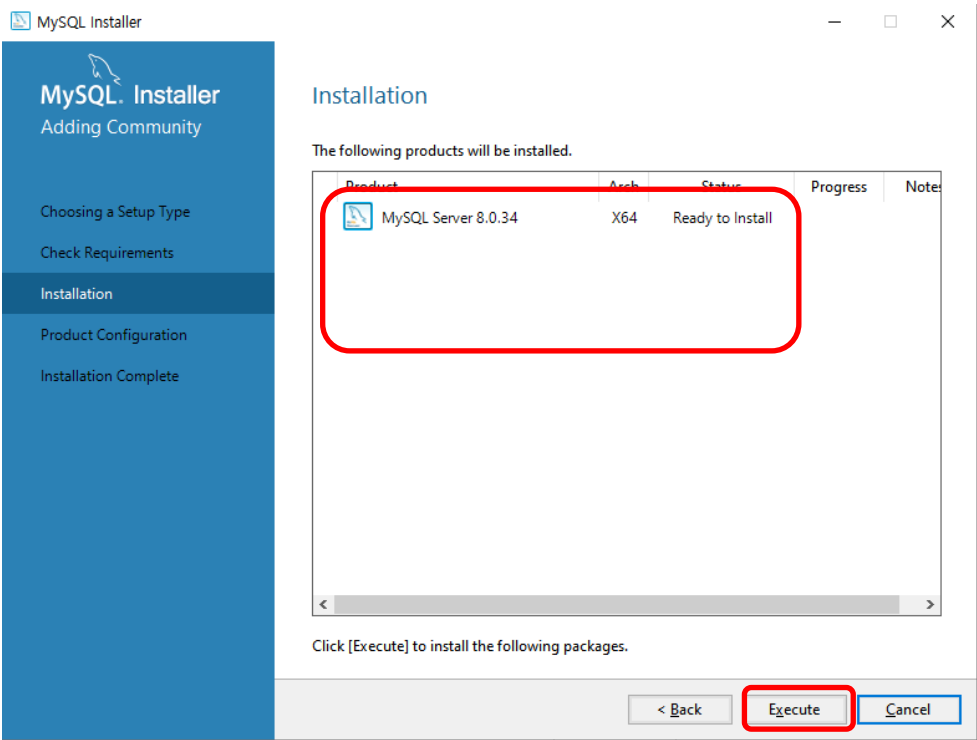 MySQL Installer
MySQL. Installer
Adding Community
Choosing a Setup Type
Check Requirements
Installation
Product Configuration
Installation Complete
Installation
The following products will be installed.
Product Arch Status Progress Notes
MySQL Server 8.0.34 X64 Ready to Install
Click [Execute] to install the following packages.
< Back Execute Cancel